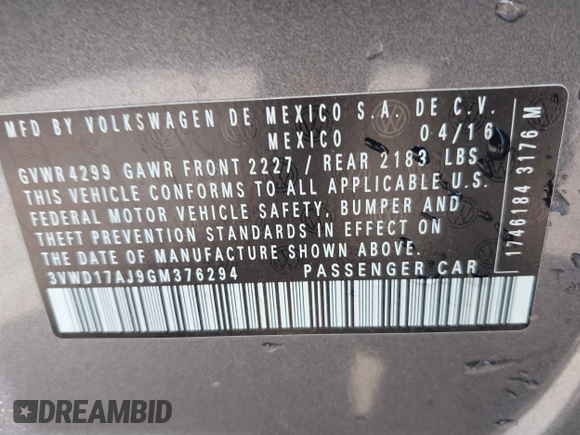 MFD BY VOLKSWAGEN DE MEXICO S.A. DE C.V.
MEXICO 04/16
GVWR4299 GAWR FRONT 2227 / REAR 2183 LBS
THIS VEHICLE CONFORMS TO ALL APPLICABLE U.S.
FEDERAL MOTOR VEHICLE SAFETY, BUMPER AND
THEFT PREVENTION STANDARDS IN EFFECT ON
THE DATE OF MANUFACTURE SHOWN ABOVE.
3VWD17AJ9GM376294 PASSENGER CAR
1746184 3176 M
DREAMBID